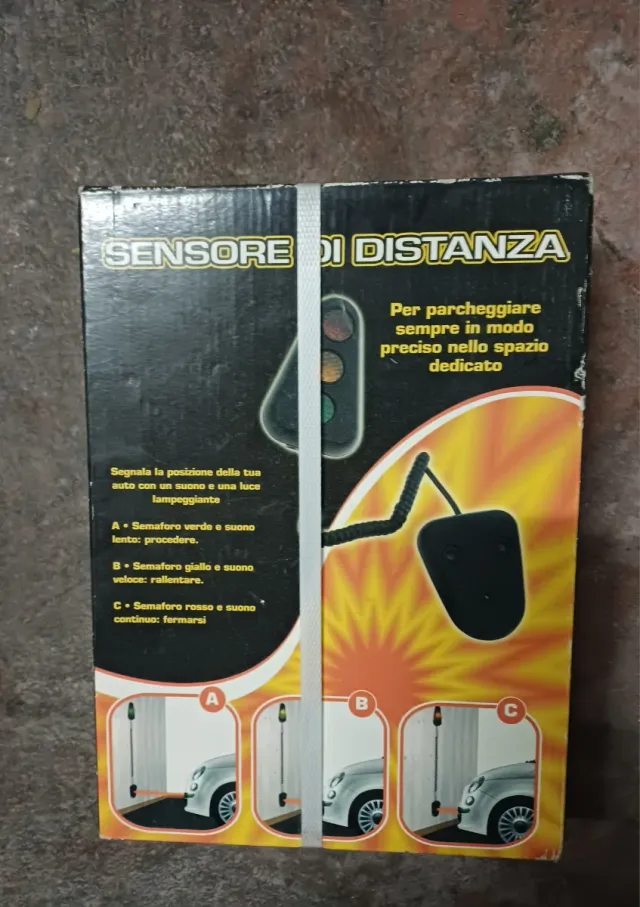 SENSORE DI DISTANZA
Per parcheggiare
sempre in modo
preciso nello spazio
dedicato
Segnala la posizione della tua
auto con un suono e una luce
lampeggiante
A • Semaforo verde e suono
lento: procedere.
B • Semaforo giallo e suono
veloce: rallentare.
C • Semaforo rosso e suono
continuo: fermarsi
A
B
C